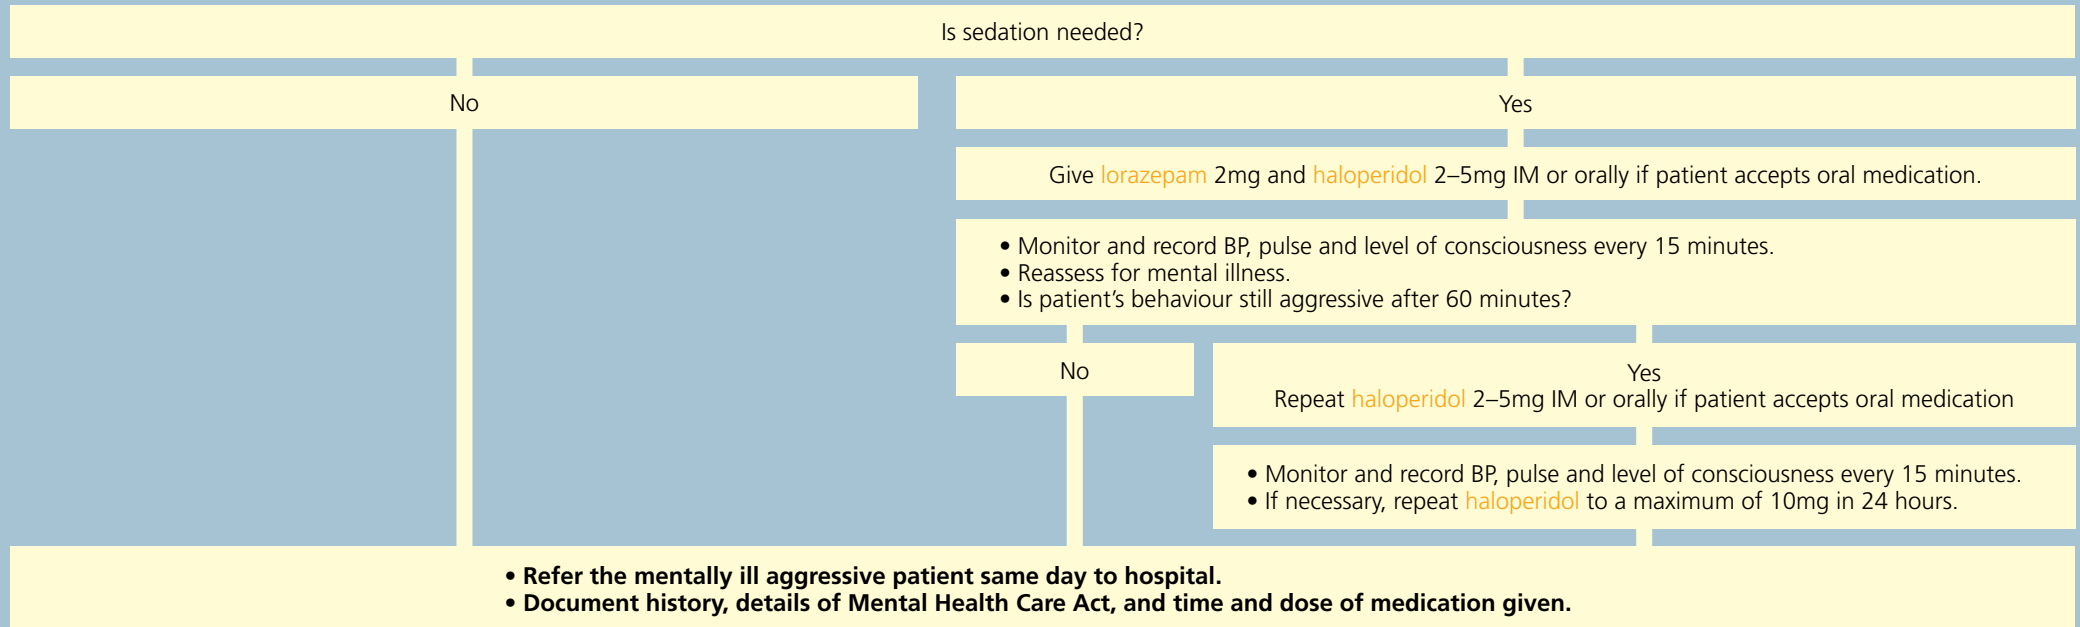 Is sedation needed?
No
Yes
Give lorazepam 2mg and haloperidol 2–5mg IM or orally if patient accepts oral medication.
• Monitor and record BP, pulse and level of consciousness every 15 minutes.
• Reassess for mental illness.
• Is patient’s behaviour still aggressive after 60 minutes?
No
Yes
Repeat haloperidol 2–5mg IM or orally if patient accepts oral medication
• Monitor and record BP, pulse and level of consciousness every 15 minutes.
• If necessary, repeat haloperidol to a maximum of 10mg in 24 hours.
• Refer the mentally ill aggressive patient same day to hospital.
• Document history, details of Mental Health Care Act, and time and dose of medication given.